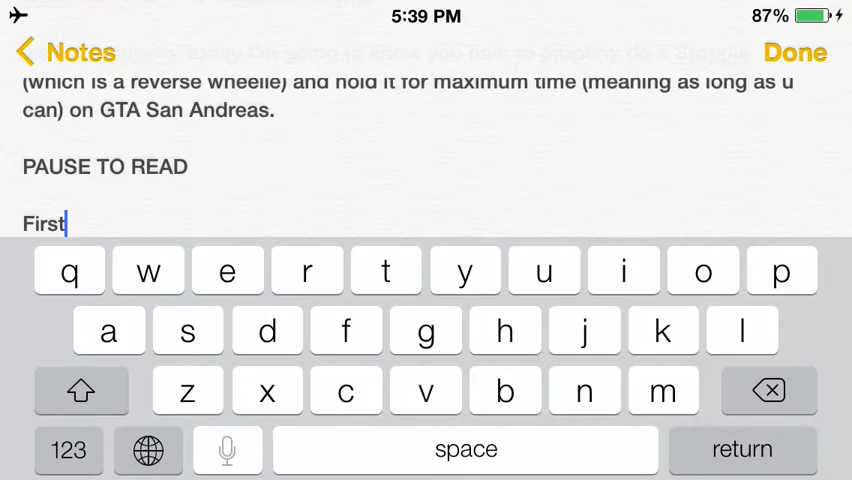 5:39 PM
87%
Notes
Done
(which is a reverse wheelie) and hold it for maximum time (meaning as long as u
can) on GTA San Andreas.
PAUSE TO READ
First
q w e r t y u i o p
a s d f g h j k l
z x c v b n m
123
space
return